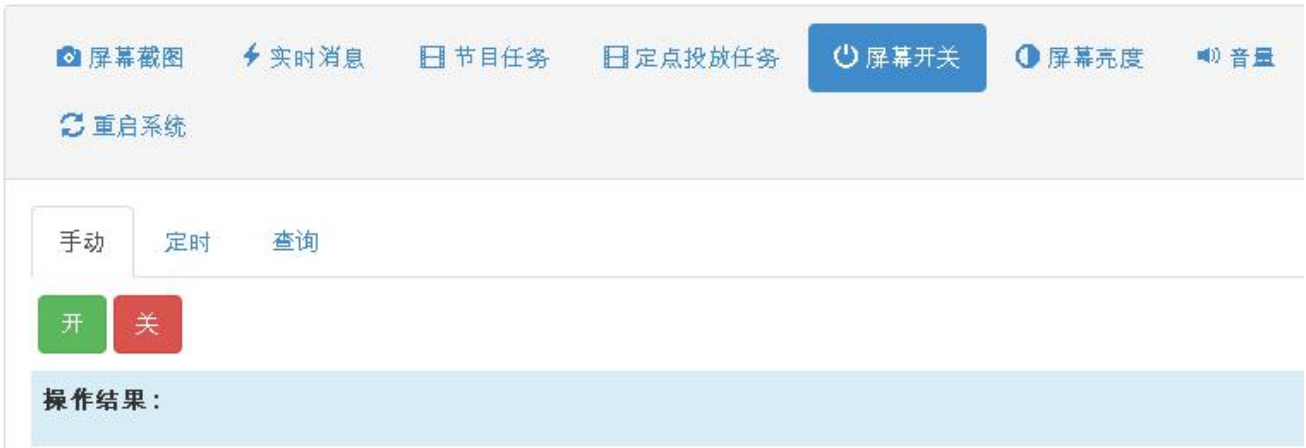 屏幕截图 实时消息 节目任务 定点投放任务 屏幕开关 屏幕亮度 音量
重启系统
手动 定时 查询
开 关
操作结果：